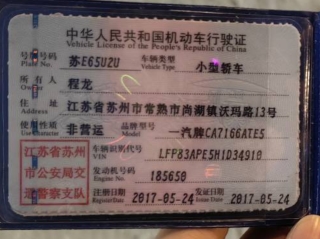 中华人民共和国机动车行驶证
Vehicle License of the People's Republic of China
号牌号码 苏E6SU2U 车辆类型 小型轿车
Plate No. Vehicle Type
所有人 程龙
Owner
住址 江苏省苏州市常熟市尚湖镇沃玛路13号
Address
使用性质 非营运 品牌型号 一汽牌CA7166ATE5
Use Character Model
江苏省苏州 车辆识别代号 LFP83APE5H1D34910
VIN
市公安局交 发动机号码 185650
Engine No.
通警察支队 注册日期 2017-05-24 发证日期 2017-05-24
Register Date Issue Date